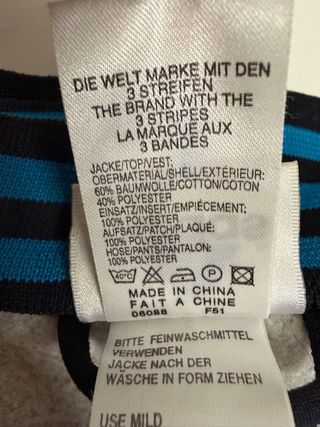 DIE WELT MARKE MIT DEN
3 STREIFEN
THE BRAND WITH THE
3 STRIPES
LA MARQUE AUX
3 BANDES
JACKE/TOP/VEST;
OBERMATERIAL/SHELL/EXTÉRIEUR:
60% BAUMWOLLE/COTTON/COTON
40% POLYESTER
EINSATZ/INSERT/EMPIÉCEMENT;
100% POLYESTER
AUFSATZ/PATCH/PLAQUÉ;
100% POLYESTER
HOSE/PANTS/PANTALON:
100% POLYESTER
40°C P
MADE IN CHINA
FAIT A CHINE
08088 F51
BITTE FEINWASCHMITTEL
VERWENDEN
JACKE NACH DER
WÄSCHE IN FORM ZIEHEN
USE MILD